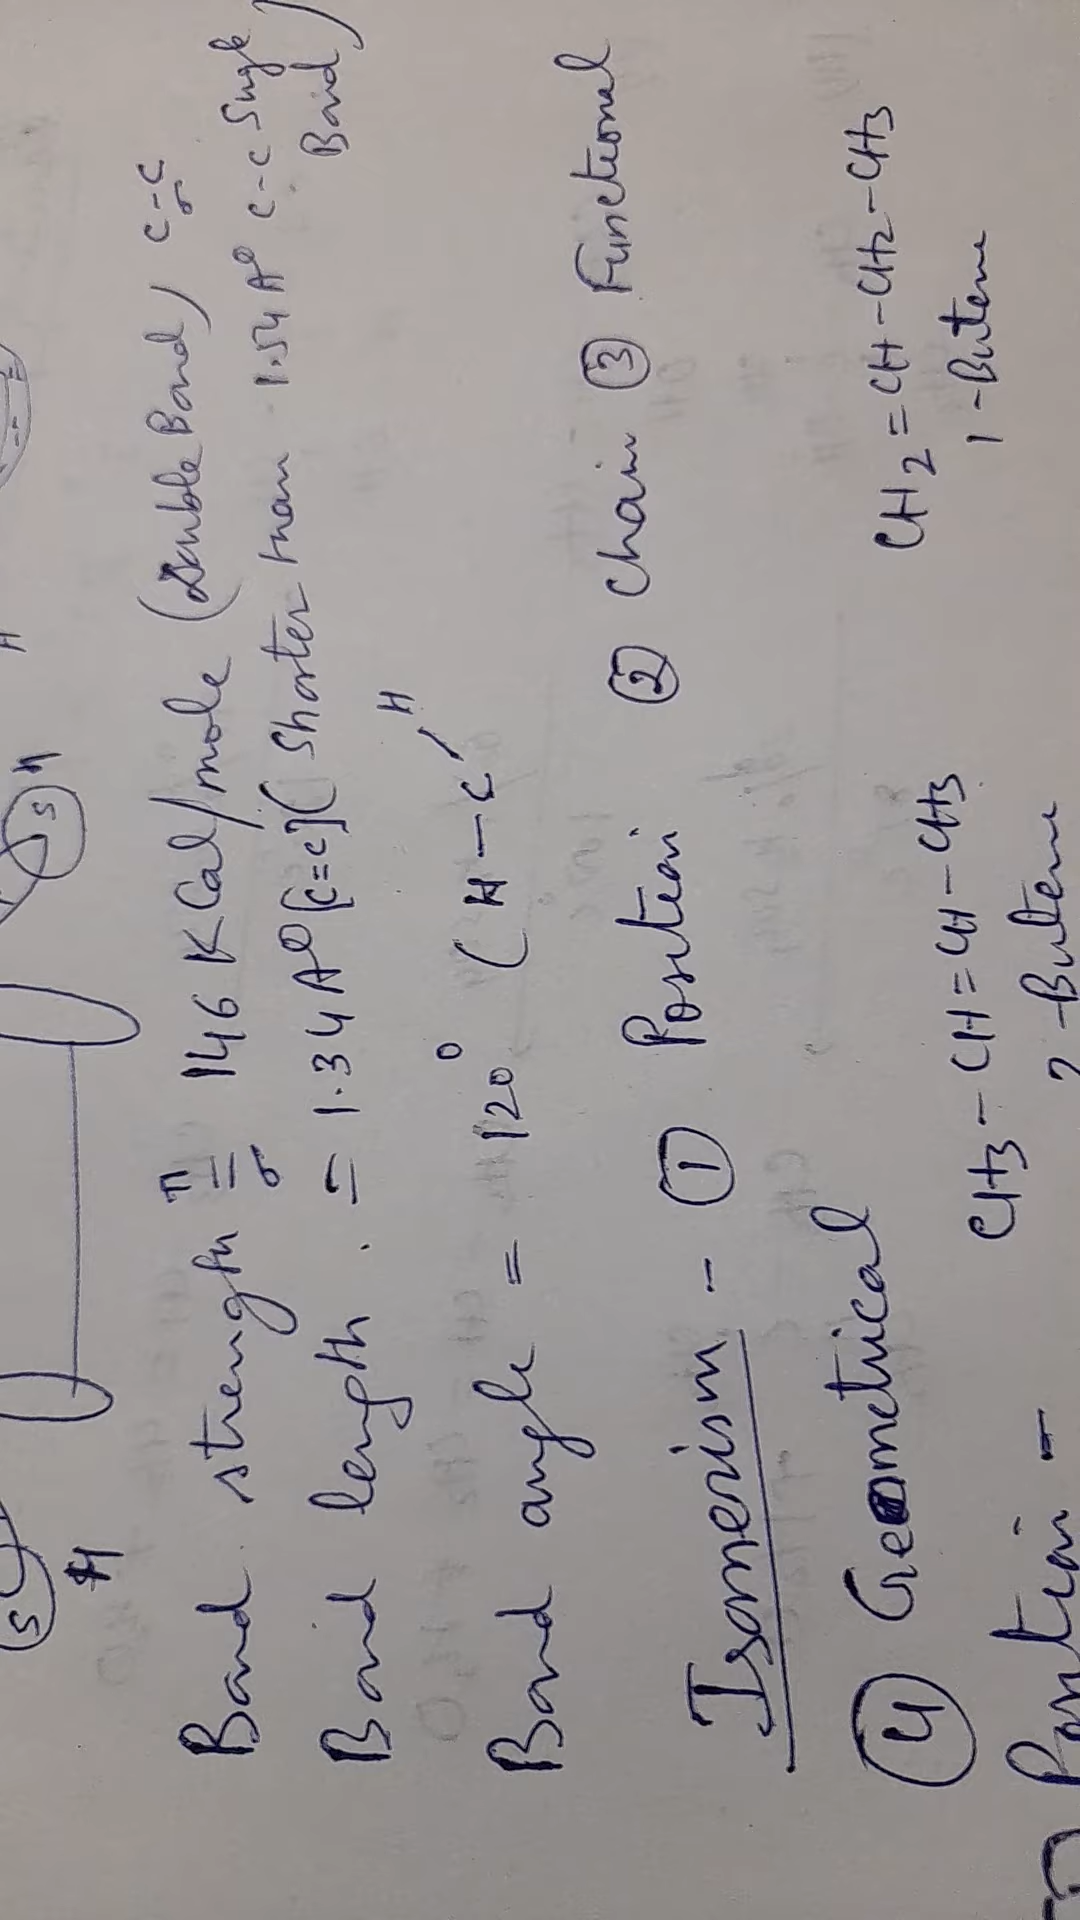 H
S H
S
H
Bond strength π = σ 146 KCal/mole (Double Bond) C-C σ
Bond length. = 1.34 A° [C=C] (Shorter than 1.54 A° C-C Single Bond)
Bond angle = 120° (H-C-H
Isomerism - ① Position ② Chain ③ Functional
④ Geometrical
Position - CH3-CH=CH-CH3 CH2=CH-CH2-CH3
2-Butene 1-Butene